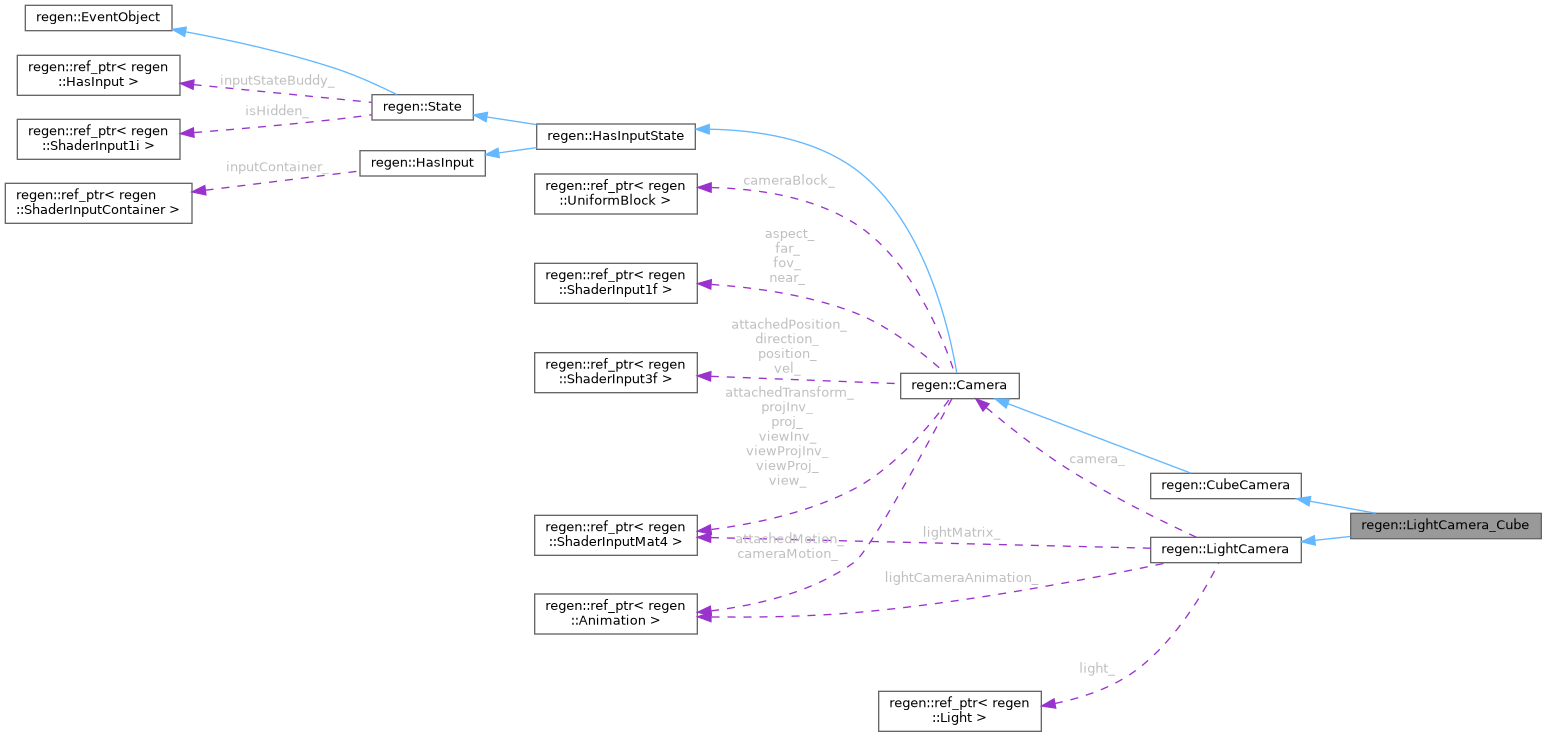 regen::EventObject
regen::ref_ptr< regen
::HasInput >
inputStateBuddy_
regen::State
isHidden_
regen::ref_ptr< regen
::ShaderInput1i >
regen::HasInputState
regen::HasInput
inputContainer_
regen::ref_ptr< regen
::ShaderInputContainer >
regen::ref_ptr< regen
::UniformBlock >
cameraBlock_
aspect_
far_
fov_
near_
regen::ref_ptr< regen
::ShaderInput1f >
attachedPosition_
direction_
position_
vel_
regen::ref_ptr< regen
::ShaderInput3f >
regen::Camera
attachedTransform_
projInv_
proj_
viewInv_
viewProjInv_
viewProj_
view_
camera_
regen::CubeCamera
regen::LightCamera_Cube
regen::ref_ptr< regen
::ShaderInputMat4 >
attachedMotion_
cameraMotion_
lightMatrix_
regen::LightCamera
lightCameraAnimation_
regen::ref_ptr< regen
::Animation >
light_
regen::ref_ptr< regen
::Light >